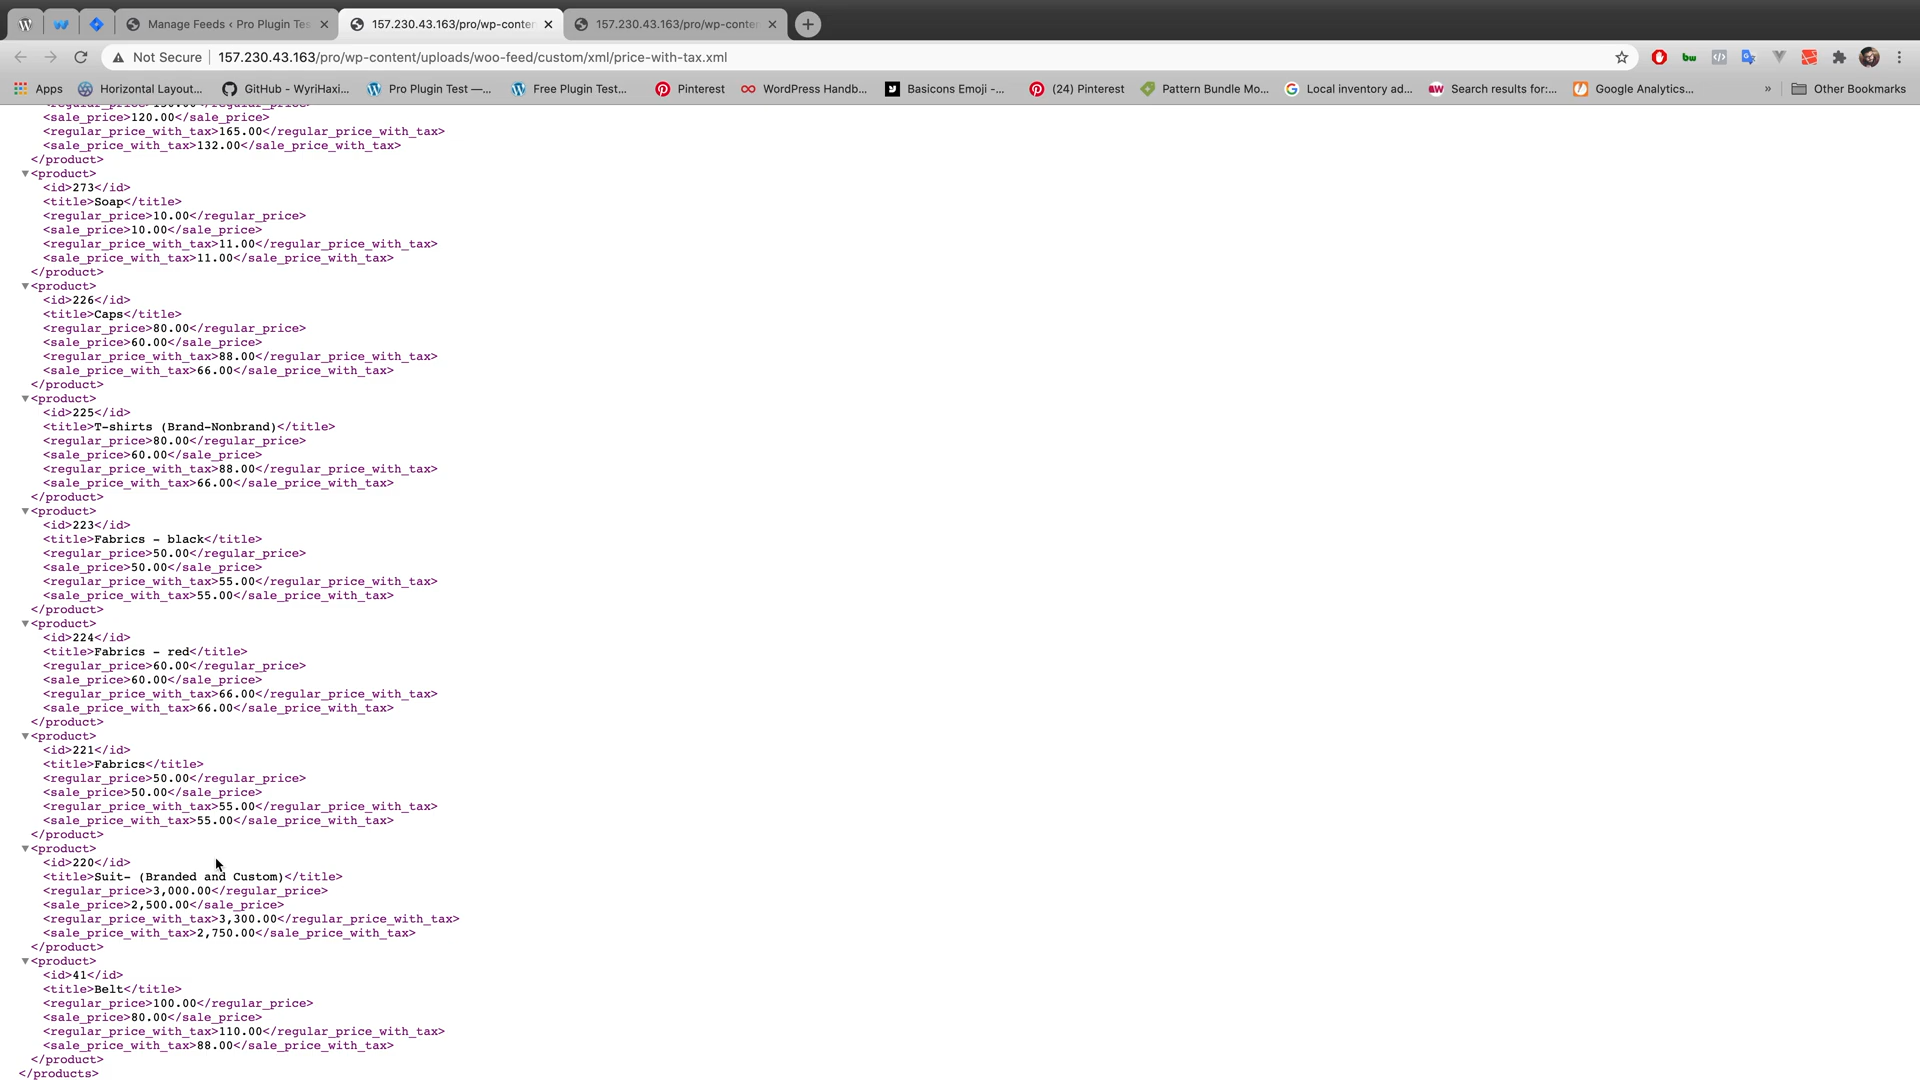 Manage Feeds ‹ Pro Plugin Tes
157.230.43.163/pro/wp-conten
157.230.43.163/pro/wp-conten
Not Secure
157.230.43.163/pro/wp-content/uploads/woo-feed/custom/xml/price-with-tax.xml
Apps
Horizontal Layout...
GitHub - WyriHaxi...
Pro Plugin Test —...
Free Plugin Test...
Pinterest
WordPress Handb...
Basicons Emoji -...
(24) Pinterest
Pattern Bundle Mo...
Local inventory ad...
Search results for:...
Google Analytics...
»
Other Bookmarks
<regular_price>150.00</regular_price>
<sale_price>120.00</sale_price>
<regular_price_with_tax>165.00</regular_price_with_tax>
<sale_price_with_tax>132.00</sale_price_with_tax>
</product>
<product>
<id>273</id>
<title>Soap</title>
<regular_price>10.00</regular_price>
<sale_price>10.00</sale_price>
<regular_price_with_tax>11.00</regular_price_with_tax>
<sale_price_with_tax>11.00</sale_price_with_tax>
</product>
<product>
<id>226</id>
<title>Caps</title>
<regular_price>80.00</regular_price>
<sale_price>60.00</sale_price>
<regular_price_with_tax>88.00</regular_price_with_tax>
<sale_price_with_tax>66.00</sale_price_with_tax>
</product>
<product>
<id>225</id>
<title>T-shirts (Brand-Nonbrand)</title>
<regular_price>80.00</regular_price>
<sale_price>60.00</sale_price>
<regular_price_with_tax>88.00</regular_price_with_tax>
<sale_price_with_tax>66.00</sale_price_with_tax>
</product>
<product>
<id>223</id>
<title>Fabrics - black</title>
<regular_price>50.00</regular_price>
<sale_price>50.00</sale_price>
<regular_price_with_tax>55.00</regular_price_with_tax>
<sale_price_with_tax>55.00</sale_price_with_tax>
</product>
<product>
<id>224</id>
<title>Fabrics - red</title>
<regular_price>60.00</regular_price>
<sale_price>60.00</sale_price>
<regular_price_with_tax>66.00</regular_price_with_tax>
<sale_price_with_tax>66.00</sale_price_with_tax>
</product>
<product>
<id>221</id>
<title>Fabrics</title>
<regular_price>50.00</regular_price>
<sale_price>50.00</sale_price>
<regular_price_with_tax>55.00</regular_price_with_tax>
<sale_price_with_tax>55.00</sale_price_with_tax>
</product>
<product>
<id>220</id>
<title>Suit- (Branded and Custom)</title>
<regular_price>3,000.00</regular_price>
<sale_price>2,500.00</sale_price>
<regular_price_with_tax>3,300.00</regular_price_with_tax>
<sale_price_with_tax>2,750.00</sale_price_with_tax>
</product>
<product>
<id>41</id>
<title>Belt</title>
<regular_price>100.00</regular_price>
<sale_price>80.00</sale_price>
<regular_price_with_tax>110.00</regular_price_with_tax>
<sale_price_with_tax>88.00</sale_price_with_tax>
</product>
</products>